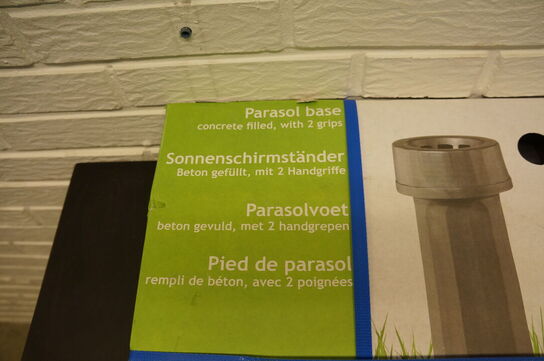 Parasol base
concrete filled, with 2 grips
Sonnenschirmständer
Beton gefüllt, mit 2 Handgriffe
Parasolvoet
beton gevuld, met 2 handgrepen
Pied de parasol
rempli de béton, avec 2 poignées